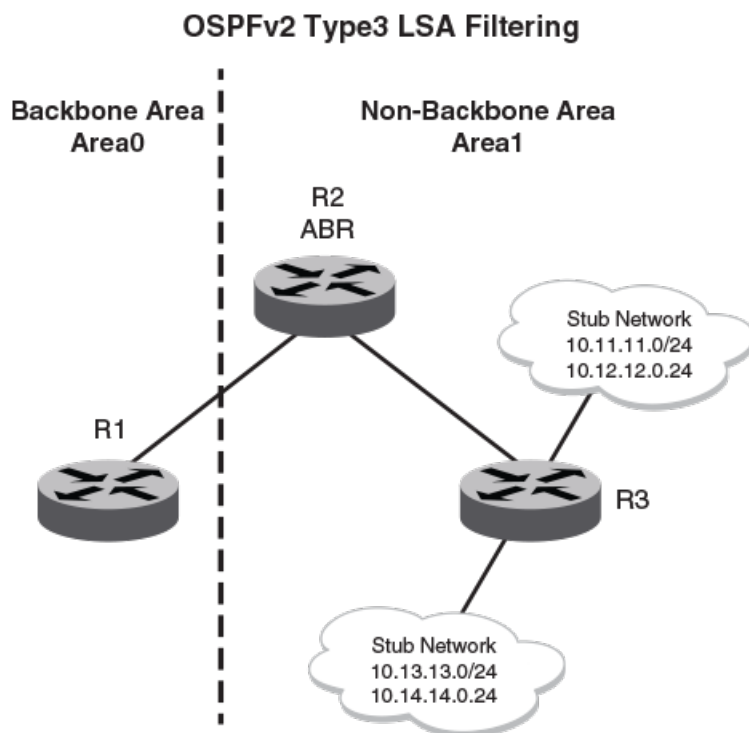 OSPFv2 Type3 LSA Filtering
Backbone Area
Area0
Non-Backbone Area
Area1
R2
ABR
Stub Network
10.11.11.0/24
10.12.12.0.24
R1
R3
Stub Network
10.13.13.0/24
10.14.14.0.24